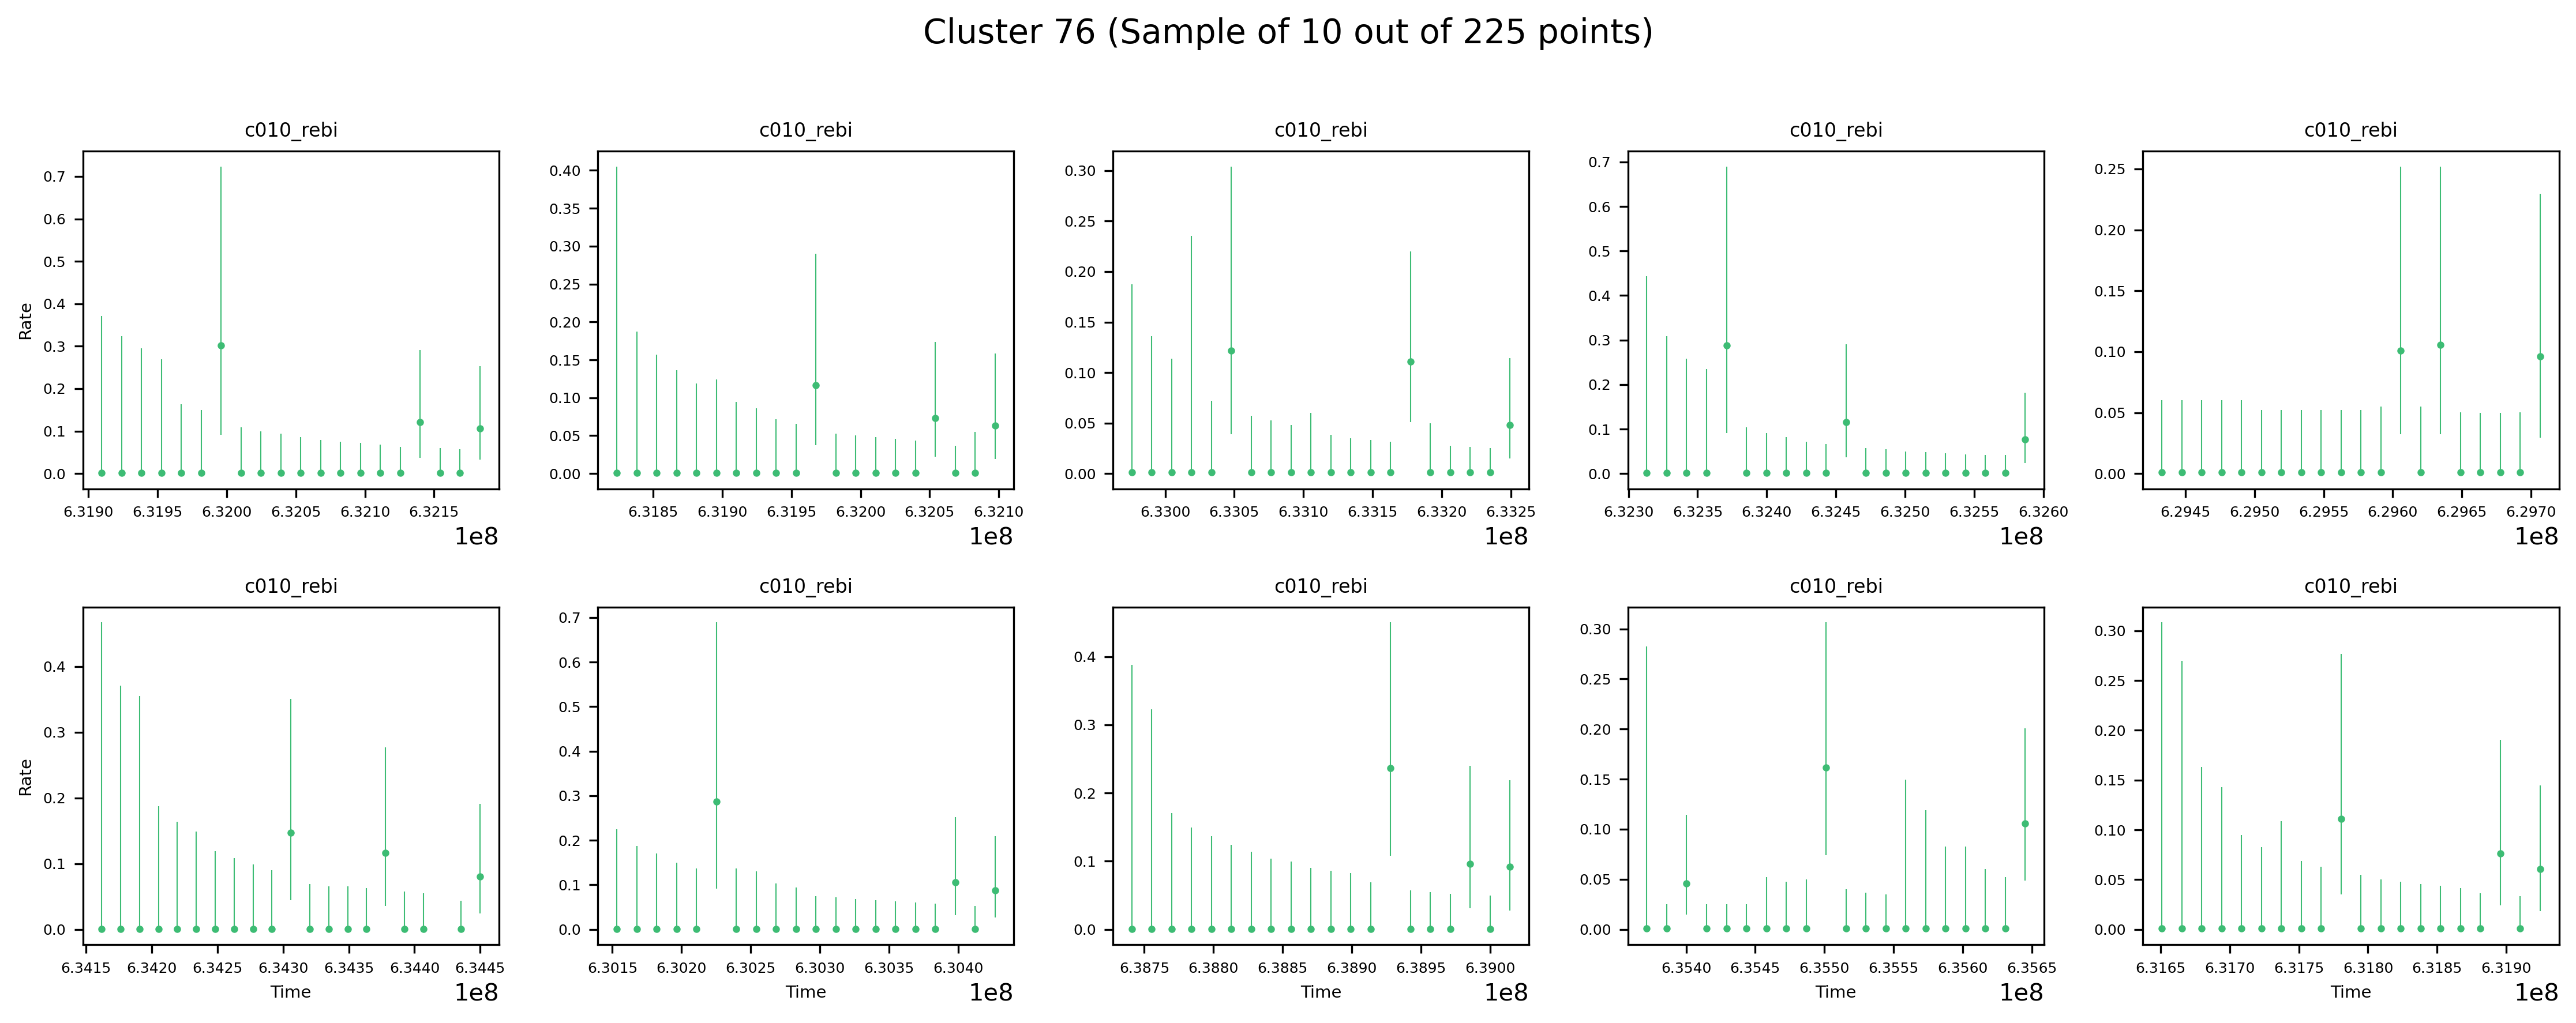 Cluster 76 (Sample of 10 out of 225 points)
c010_rebi c010_rebi c010_rebi c010_rebi c010_rebi
Rate
0.7 0.6 0.5 0.4 0.3 0.2 0.1 0.0
6.3190 6.3195 6.3200 6.3205 6.3210 6.3215
1e8
0.40 0.35 0.30 0.25 0.20 0.15 0.10 0.05 0.00
6.3185 6.3190 6.3195 6.3200 6.3205 6.3210
1e8
0.30 0.25 0.20 0.15 0.10 0.05 0.00
6.3300 6.3305 6.3310 6.3315 6.3320 6.3325
1e8
0.7 0.6 0.5 0.4 0.3 0.2 0.1 0.0
6.3230 6.3235 6.3240 6.3245 6.3250 6.3255 6.3260
1e8
0.25 0.20 0.15 0.10 0.05 0.00
6.2945 6.2950 6.2955 6.2960 6.2965 6.2970
1e8
c010_rebi c010_rebi c010_rebi c010_rebi c010_rebi
Rate
0.4 0.3 0.2 0.1 0.0
6.3415 6.3420 6.3425 6.3430 6.3435 6.3440 6.3445
Time 1e8
0.7 0.6 0.5 0.4 0.3 0.2 0.1 0.0
6.3015 6.3020 6.3025 6.3030 6.3035 6.3040
Time 1e8
0.4 0.3 0.2 0.1 0.0
6.3875 6.3880 6.3885 6.3890 6.3895 6.3900
Time 1e8
0.30 0.25 0.20 0.15 0.10 0.05 0.00
6.3540 6.3545 6.3550 6.3555 6.3560 6.3565
Time 1e8
0.30 0.25 0.20 0.15 0.10 0.05 0.00
6.3165 6.3170 6.3175 6.3180 6.3185 6.3190
Time 1e8